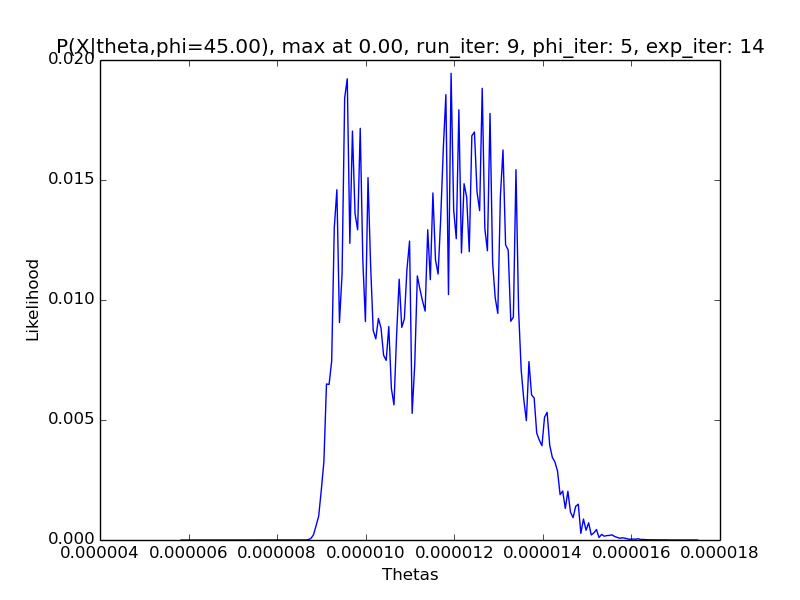 P(X|theta,phi=45.00), max at 0.00, run_iter: 9, phi_iter: 5, exp_iter: 14
0.020
0.015
Likelihood
0.010
0.005
0.000
0.000004 0.000006 0.000008 0.000010 0.000012 0.000014 0.000016 0.000018
Thetas